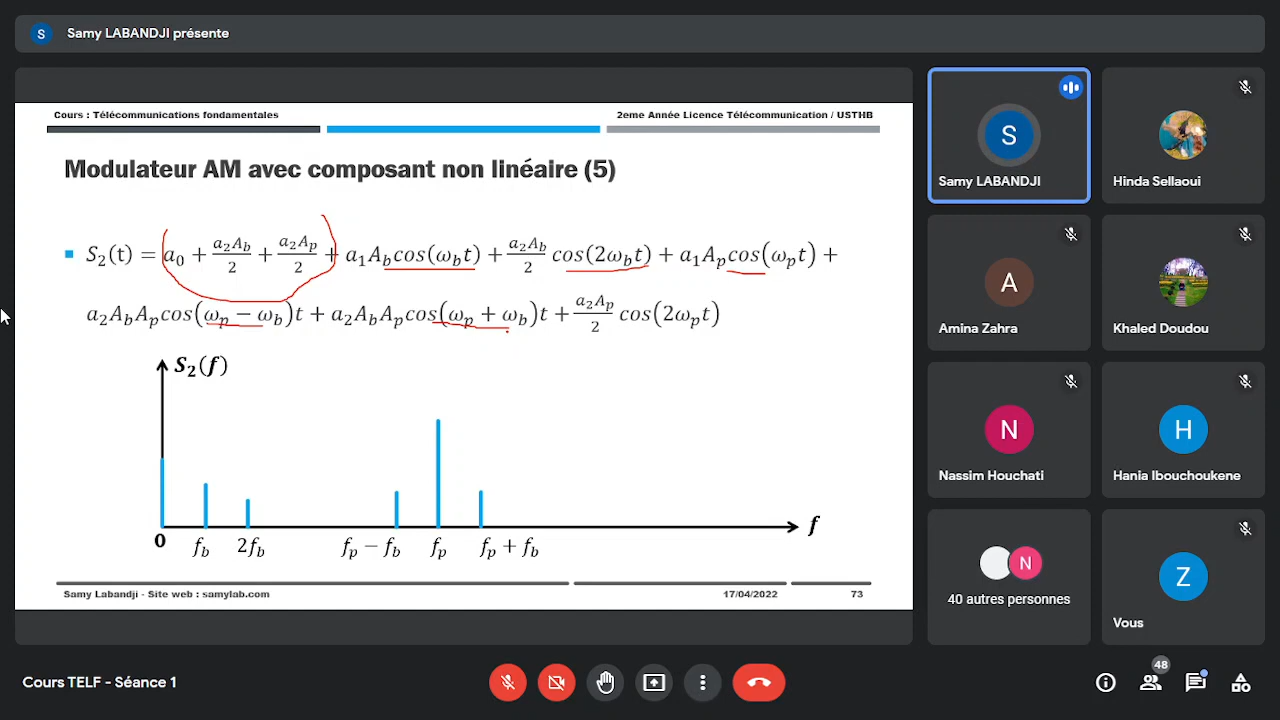 S Samy LABANDJI présente
Cours : Télécommunications fondamentales
2eme Année Licence Télécommunication / USTHB
Modulateur AM avec composant non linéaire (5)
S₂(t) = a₀ + a₂A_b/2 + a₂A_p/2 + a₁A_b cos(ω_b t) + a₂A_b/2 cos(2ω_b t) + a₁A_p cos(ω_p t) +
a₂A_bA_p cos(ω_p − ω_b)t + a₂A_bA_p cos(ω_p + ω_b)t + a₂A_p/2 cos(2ω_p t)
S₂(f)
f
0 f_b 2f_b f_p − f_b f_p f_p + f_b
Samy Labandji - Site web : samylab.com
17/04/2022
73
S
Samy LABANDJI
Hinda Sellaoui
A
Amina Zahra
Khaled Doudou
N
Nassim Houchati
H
Hania Ibouchoukene
N
40 autres personnes
Z
Vous
Cours TELF - Séance 1
48